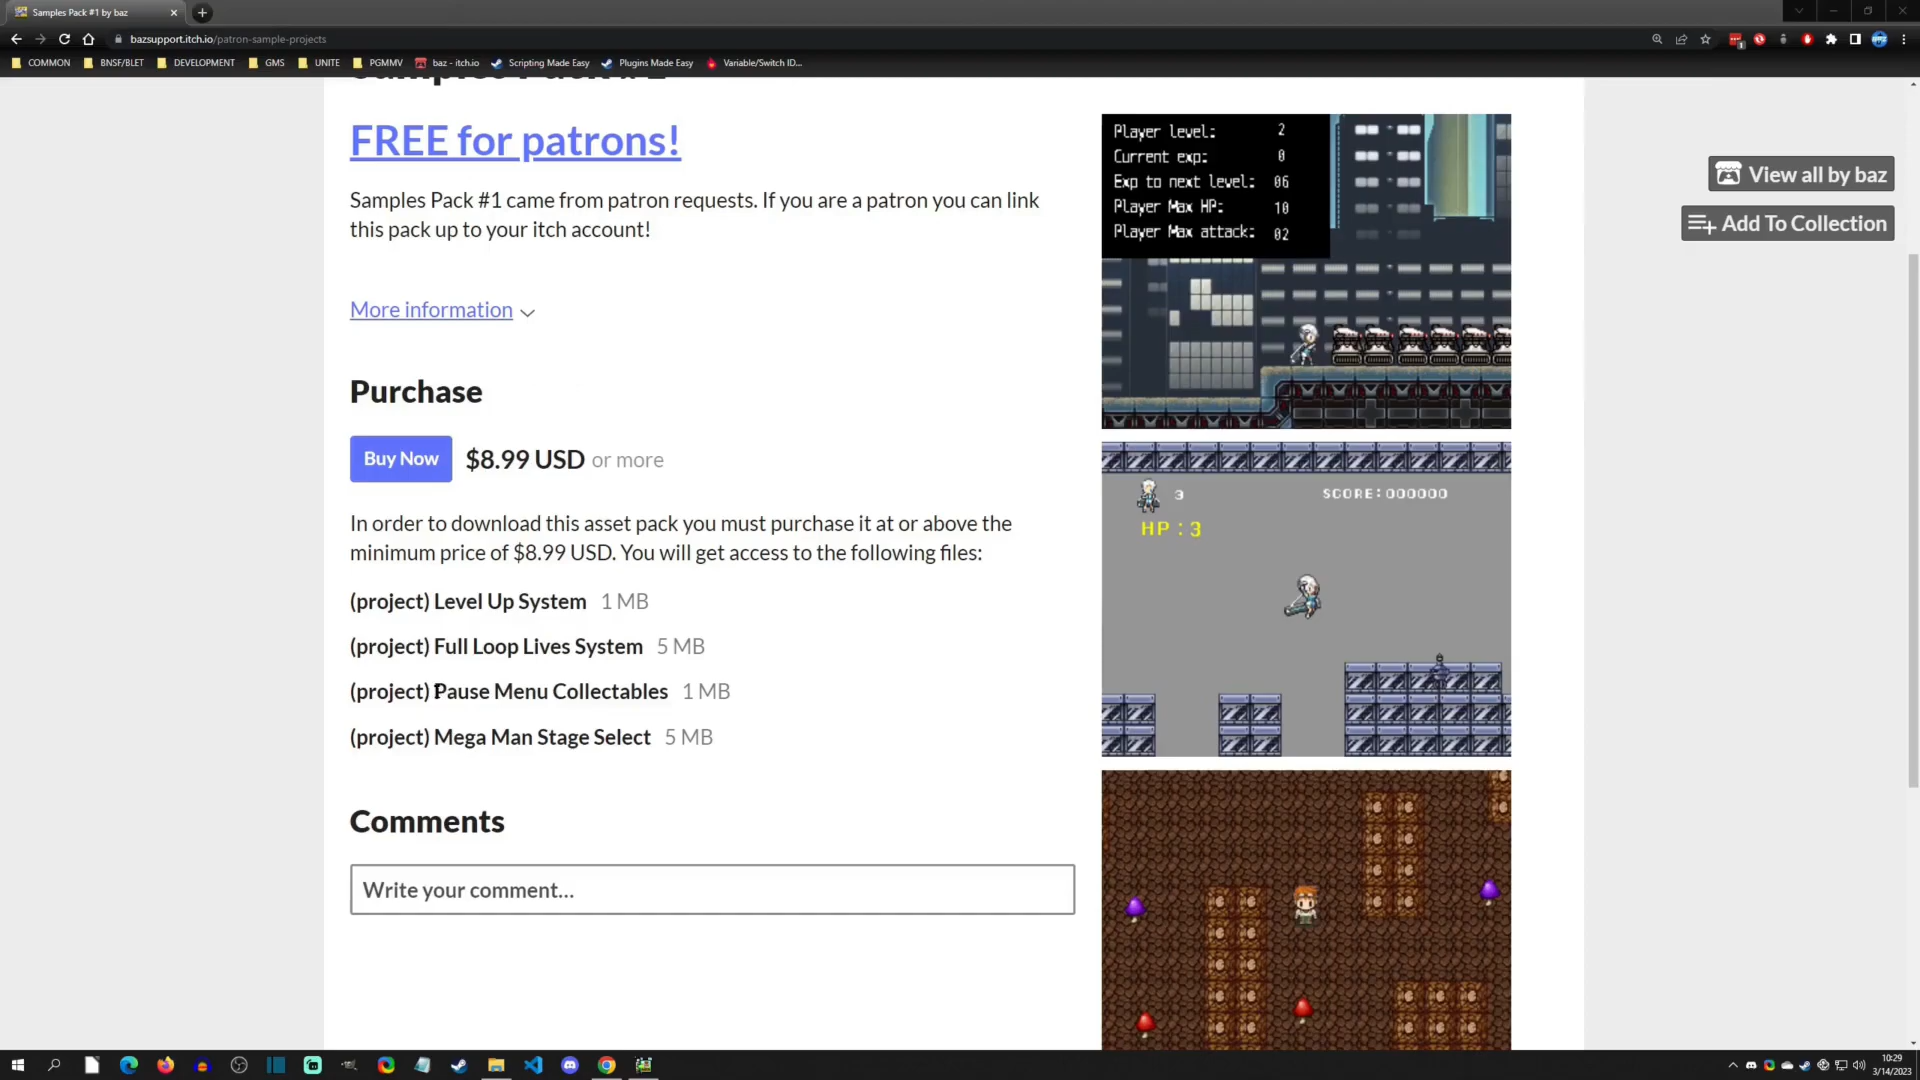 Samples Pack #1 by baz
bazsupport.itch.io/patron-sample-projects
COMMON
BNSF/BLET
DEVELOPMENT
GMS
UNITE
PGMMV
baz - itch.io
Scripting Made Easy
Plugins Made Easy
Variable/Switch ID...
FREE for patrons!
Samples Pack #1 came from patron requests. If you are a patron you can link
this pack up to your itch account!
More information
Purchase
Buy Now $8.99 USD or more
In order to download this asset pack you must purchase it at or above the
minimum price of $8.99 USD. You will get access to the following files:
(project) Level Up System 1 MB
(project) Full Loop Lives System 5 MB
(project) Pause Menu Collectables 1 MB
(project) Mega Man Stage Select 5 MB
Comments
Write your comment...
Player level: 2
Current exp: 0
Exp to next level: 06
Player Max HP: 10
Player Max attack: 02
3
SCORE:000000
HP:3
View all by baz
Add To Collection
10:29
3/14/2023